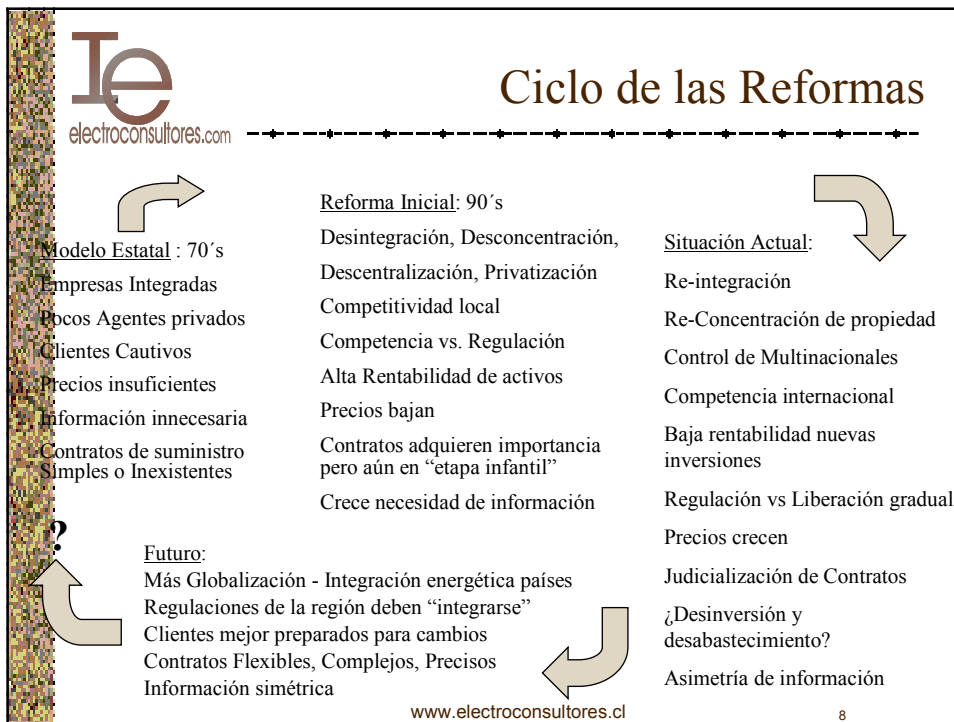 Ie
electroconsultores.com
Ciclo de las Reformas
Modelo Estatal : 70´s
Empresas Integradas
Pocos Agentes privados
Clientes Cautivos
Precios insuficientes
Información innecesaria
Contratos de suministro
Simples o Inexistentes
Reforma Inicial: 90´s
Desintegración, Desconcentración,
Descentralización, Privatización
Competitividad local
Competencia vs. Regulación
Alta Rentabilidad de activos
Precios bajan
Contratos adquieren importancia
pero aún en “etapa infantil”
Crece necesidad de información
Situación Actual:
Re-integración
Re-Concentración de propiedad
Control de Multinacionales
Competencia internacional
Baja rentabilidad nuevas
inversiones
Regulación vs Liberación gradual
Precios crecen
Judicialización de Contratos
¿Desinversión y
desabastecimiento?
Asimetría de información
?
Futuro:
Más Globalización - Integración energética países
Regulaciones de la región deben “integrarse”
Clientes mejor preparados para cambios
Contratos Flexibles, Complejos, Precisos
Información simétrica
www.electroconsultores.cl
8